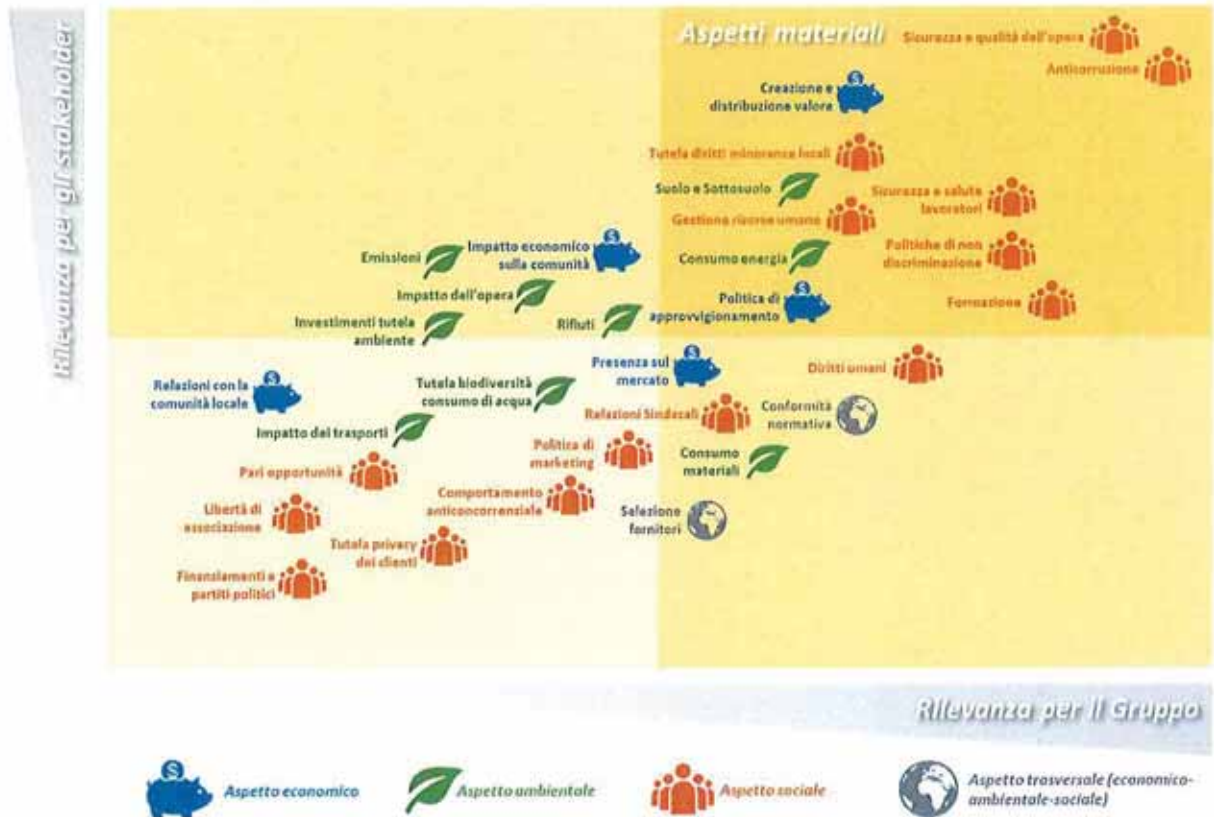 Rilevanza per gli stakeholder
Aspetti materiali
Sicurezza e qualità dell'opera
Anticorruzione
Creazione e
distribuzione valore
Tutela diritti minoranze locali
Suolo e Sottosuolo
Sicurezza e salute
lavoratori
Gestione risorse umane
Emissioni
Impatto economico
sulla comunità
Consumo energia
Politiche di non
discriminazione
Impatto dell'opera
Politica di
approvvigionamento
Formazione
Investimenti tutela
ambiente
Rifiuti
Presenza sul
mercato
Diritti umani
Relazioni con la
comunità locale
Tutela biodiversità
consumo di acqua
Relazioni Sindacali
Conformità
normativa
Impatto dei trasporti
Politica di
marketing
Consumo
materiali
Pari opportunità
Comportamento
anticoncorrenziale
Libertà di
associazione
Selezione
fornitori
Tutela privacy
dei clienti
Finanziamenti a
partiti politici
Rilevanza per il Gruppo
Aspetto economico
Aspetto ambientale
Aspetto sociale
Aspetto trasversale (economico-
ambientale-sociale)